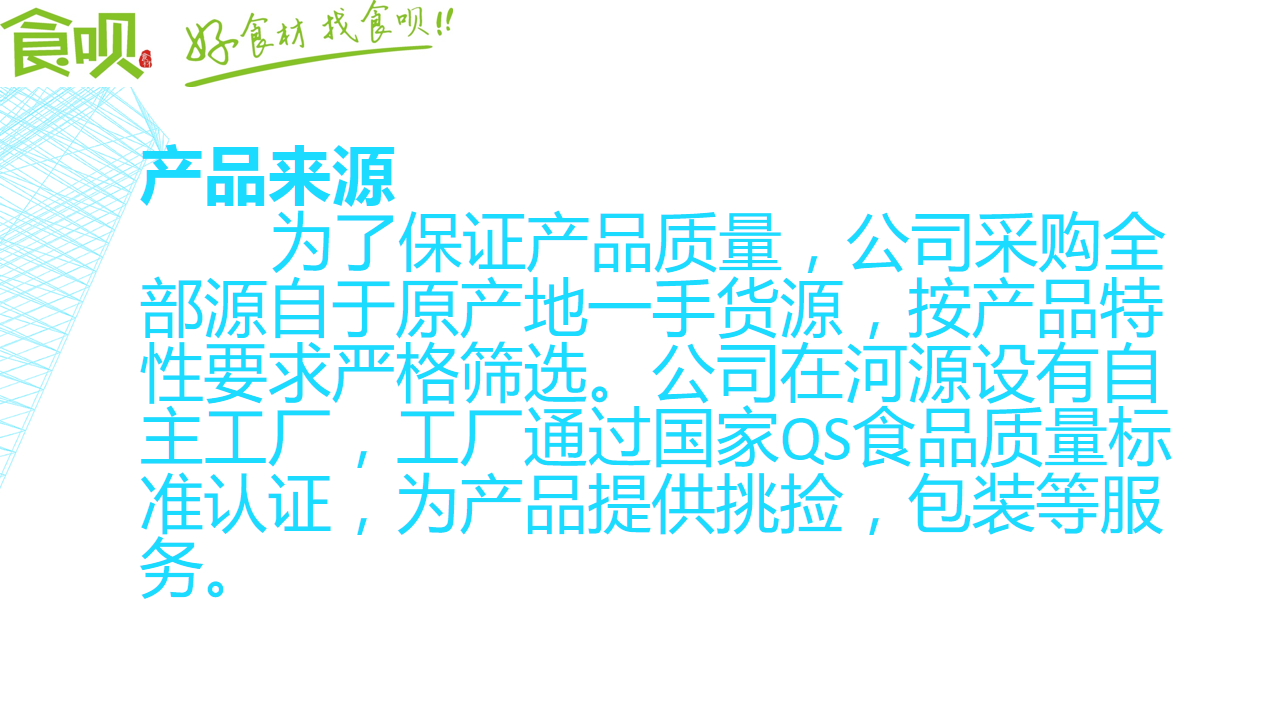 食呗
好食材 找食呗!!
产品来源
为了保证产品质量，公司采购全
部源自于原产地一手货源，按产品特
性要求严格筛选。公司在河源设有自
主工厂，工厂通过国家QS食品质量标
准认证，为产品提供挑捡，包装等服
务。